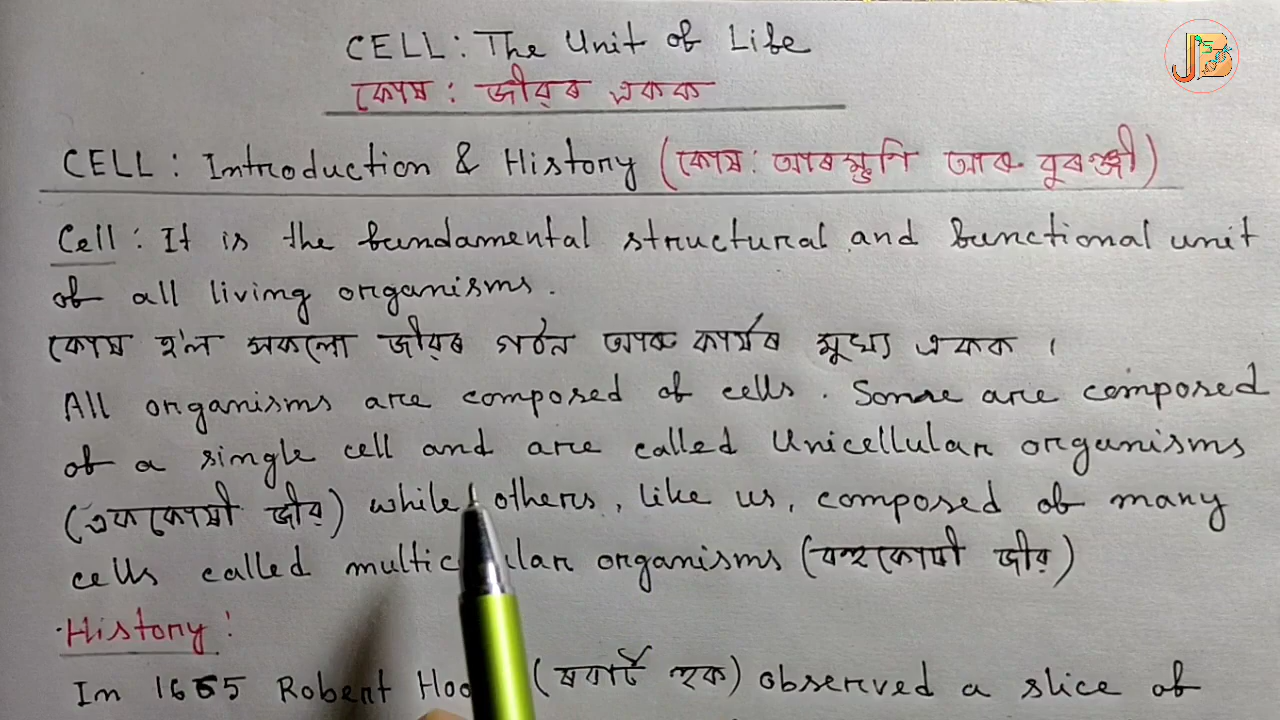 CELL: The Unit of Life
কোষ: জীৱৰ একক
CELL: Introduction & History (কোষ: আৰম্ভণি আৰু বুৰঞ্জী)
Cell: It is the fundamental structural and functional unit
of all living organisms.
কোষ হ'ল সকলো জীৱৰ গঠন আৰু কাৰ্যৰ মূখ্য একক ।
All organisms are composed of cells. Some are composed
of a single cell and are called Unicellular organisms
(এককোষী জীৱ) while others, like us, composed of many
cells called organisms (বহুকোষী জীৱ)
History:
In 1665 Robert (ৰবাৰ্ট হুক) observed a slice of
JB